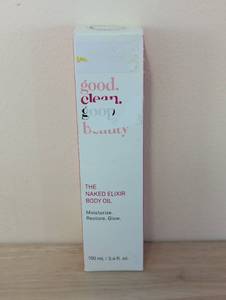 good.
clean.
goop.
beauty
THE
NAKED ELIXIR
BODY OIL
Moisturize.
Restore. Glow.
100 mL / 3.4 fl. oz.